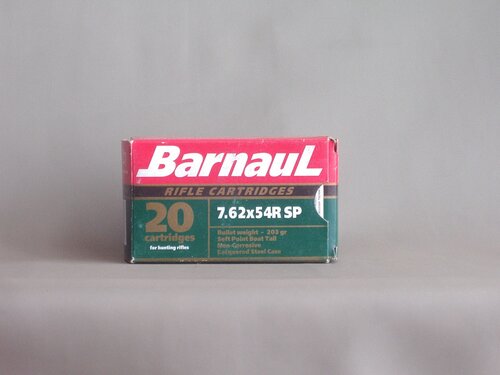 BarnauL
RIFLE CARTRIDGES
20
cartridges
for hunting rifles
7.62x54R SP
Bullet weight - 203 gr
Soft Point Boat Tail
Non-Corrosive
Lacquered Steel Case